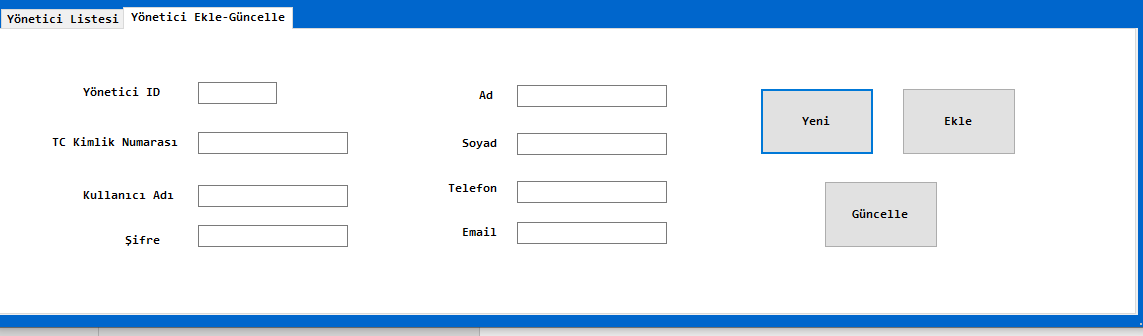 Yönetici Listesi
Yönetici Ekle-Güncelle
Yönetici ID
TC Kimlik Numarası
Kullanıcı Adı
Şifre
Ad
Soyad
Telefon
Email
Yeni
Ekle
Güncelle